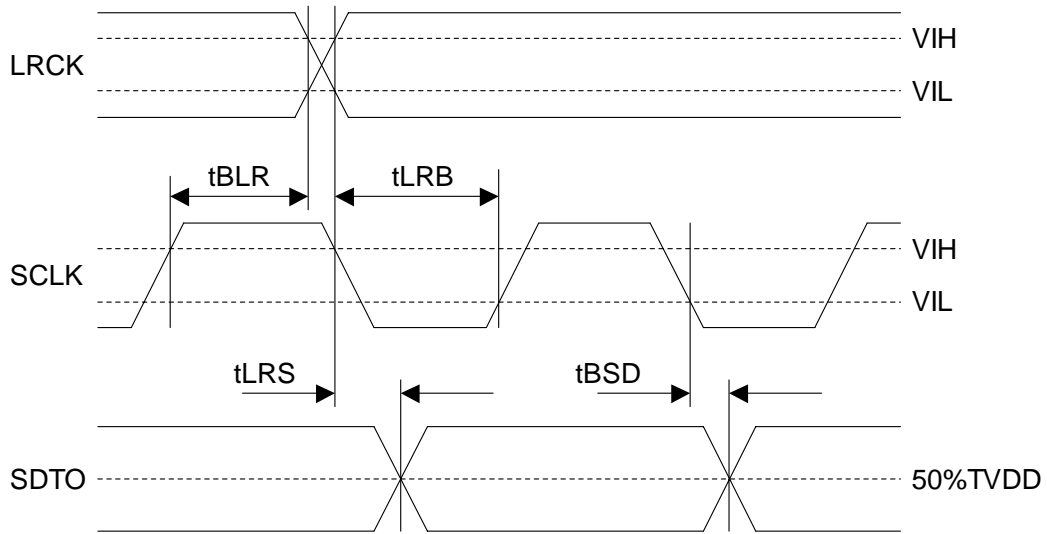 VIH
LRCK
VIL
tBLR tLRB
VIH
SCLK
VIL
tLRS tBSD
SDTO 50%TVDD